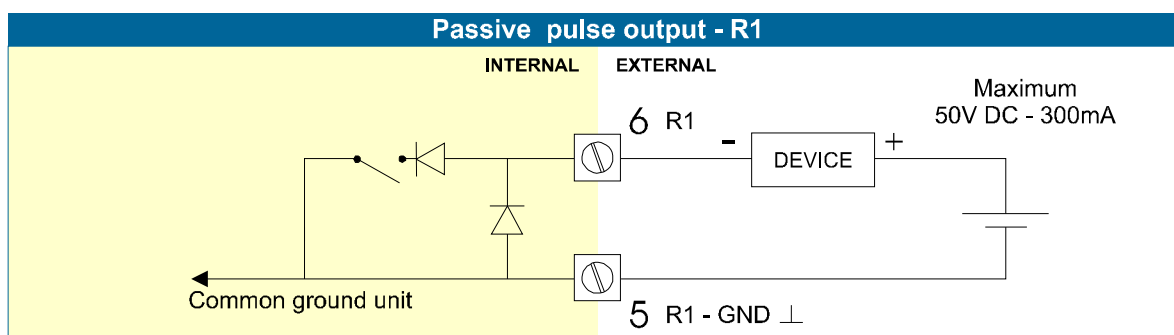 Passive pulse output - R1
INTERNAL EXTERNAL
Maximum
50V DC - 300mA
6 R1
- DEVICE +
Common ground unit
5 R1 - GND ⊥